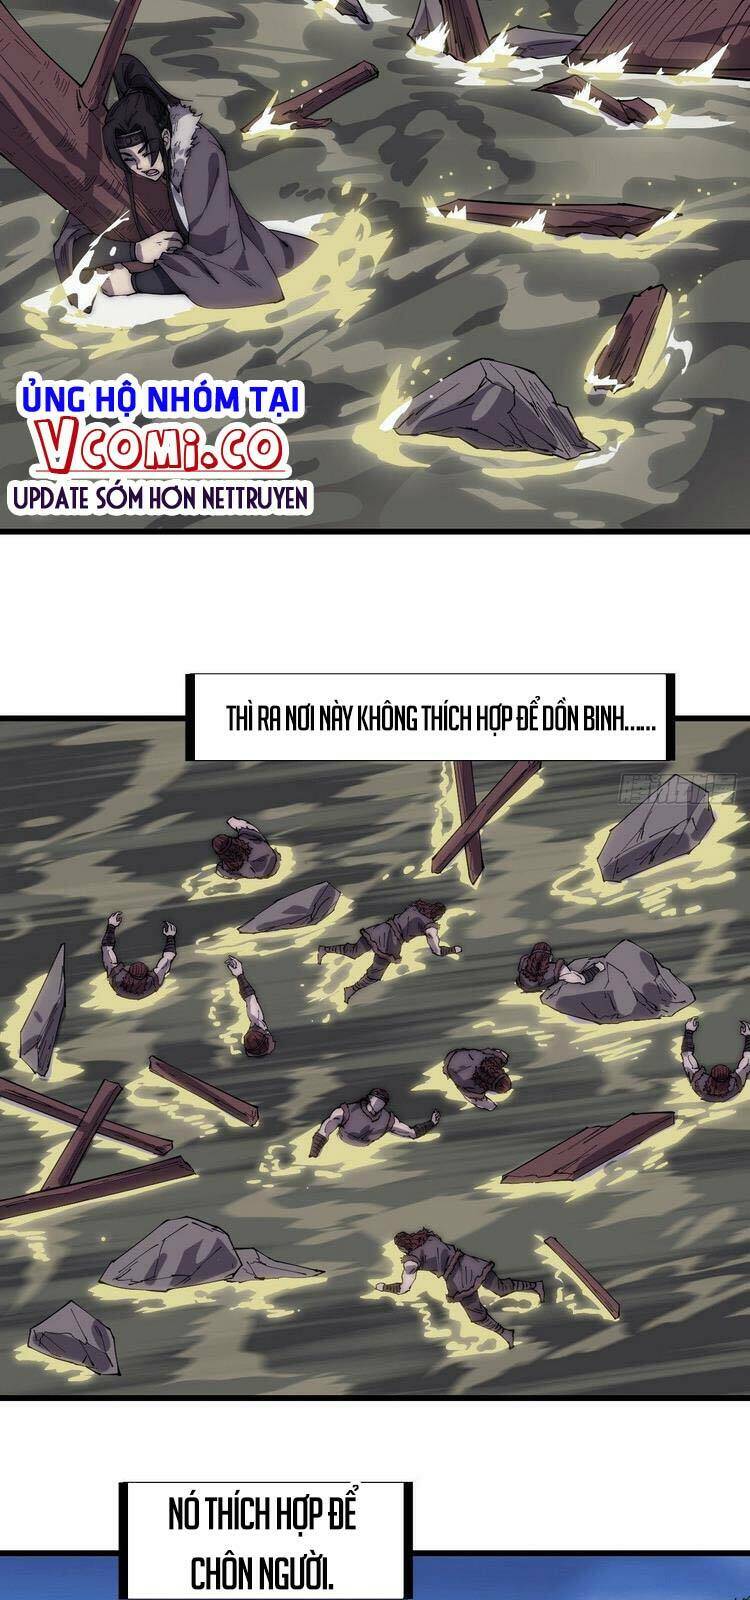 ỦNG HỘ NHÓM TẠI
VCOMI.CO
UPDATE SỚM HƠN NETTRUYEN
THÌ RA NƠI NÀY KHÔNG THÍCH HỢP ĐỂ DỒN BINH......
NÓ THÍCH HỢP ĐỂ
CHÔN NGƯỜI.